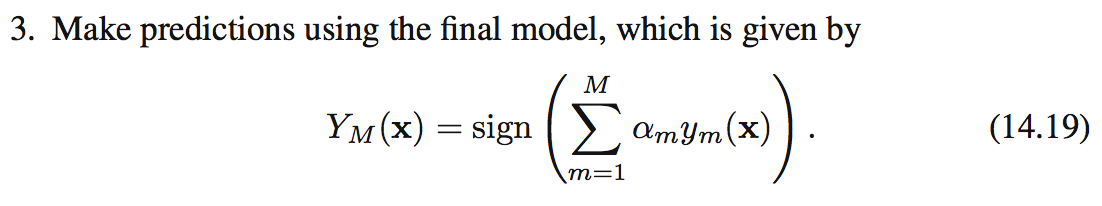 3. Make predictions using the final model, which is given by
Y_M(𝐱) = sign ( ∑_{m=1}^{M} α_m y_m(𝐱) ) . (14.19)